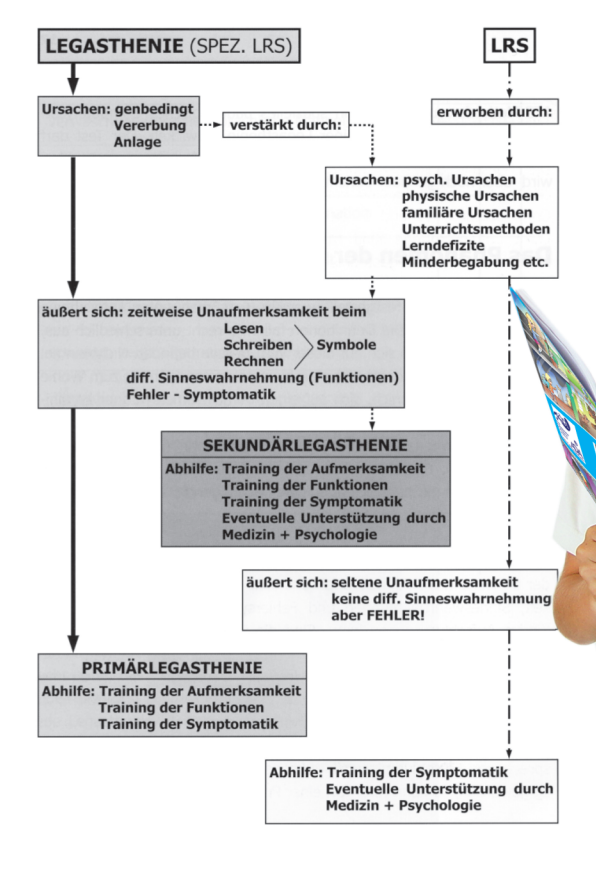 LEGASTHENIE (SPEZ. LRS)
LRS
Ursachen: genbedingt
Vererbung
Anlage
verstärkt durch:
erworben durch:
Ursachen: psych. Ursachen
physische Ursachen
familiäre Ursachen
Unterrichtsmethoden
Lerndefizite
Minderbegabung etc.
äußert sich: zeitweise Unaufmerksamkeit beim
Lesen
Schreiben
Symbole
Rechnen
diff. Sinneswahrnehmung (Funktionen)
Fehler - Symptomatik
SEKUNDÄRLEGASTHENIE
Abhilfe: Training der Aufmerksamkeit
Training der Funktionen
Training der Symptomatik
Eventuelle Unterstützung durch
Medizin + Psychologie
äußert sich: seltene Unaufmerksamkeit
keine diff. Sinneswahrnehmung
aber FEHLER!
PRIMÄRLEGASTHENIE
Abhilfe: Training der Aufmerksamkeit
Training der Funktionen
Training der Symptomatik
Abhilfe: Training der Symptomatik
Eventuelle Unterstützung durch
Medizin + Psychologie